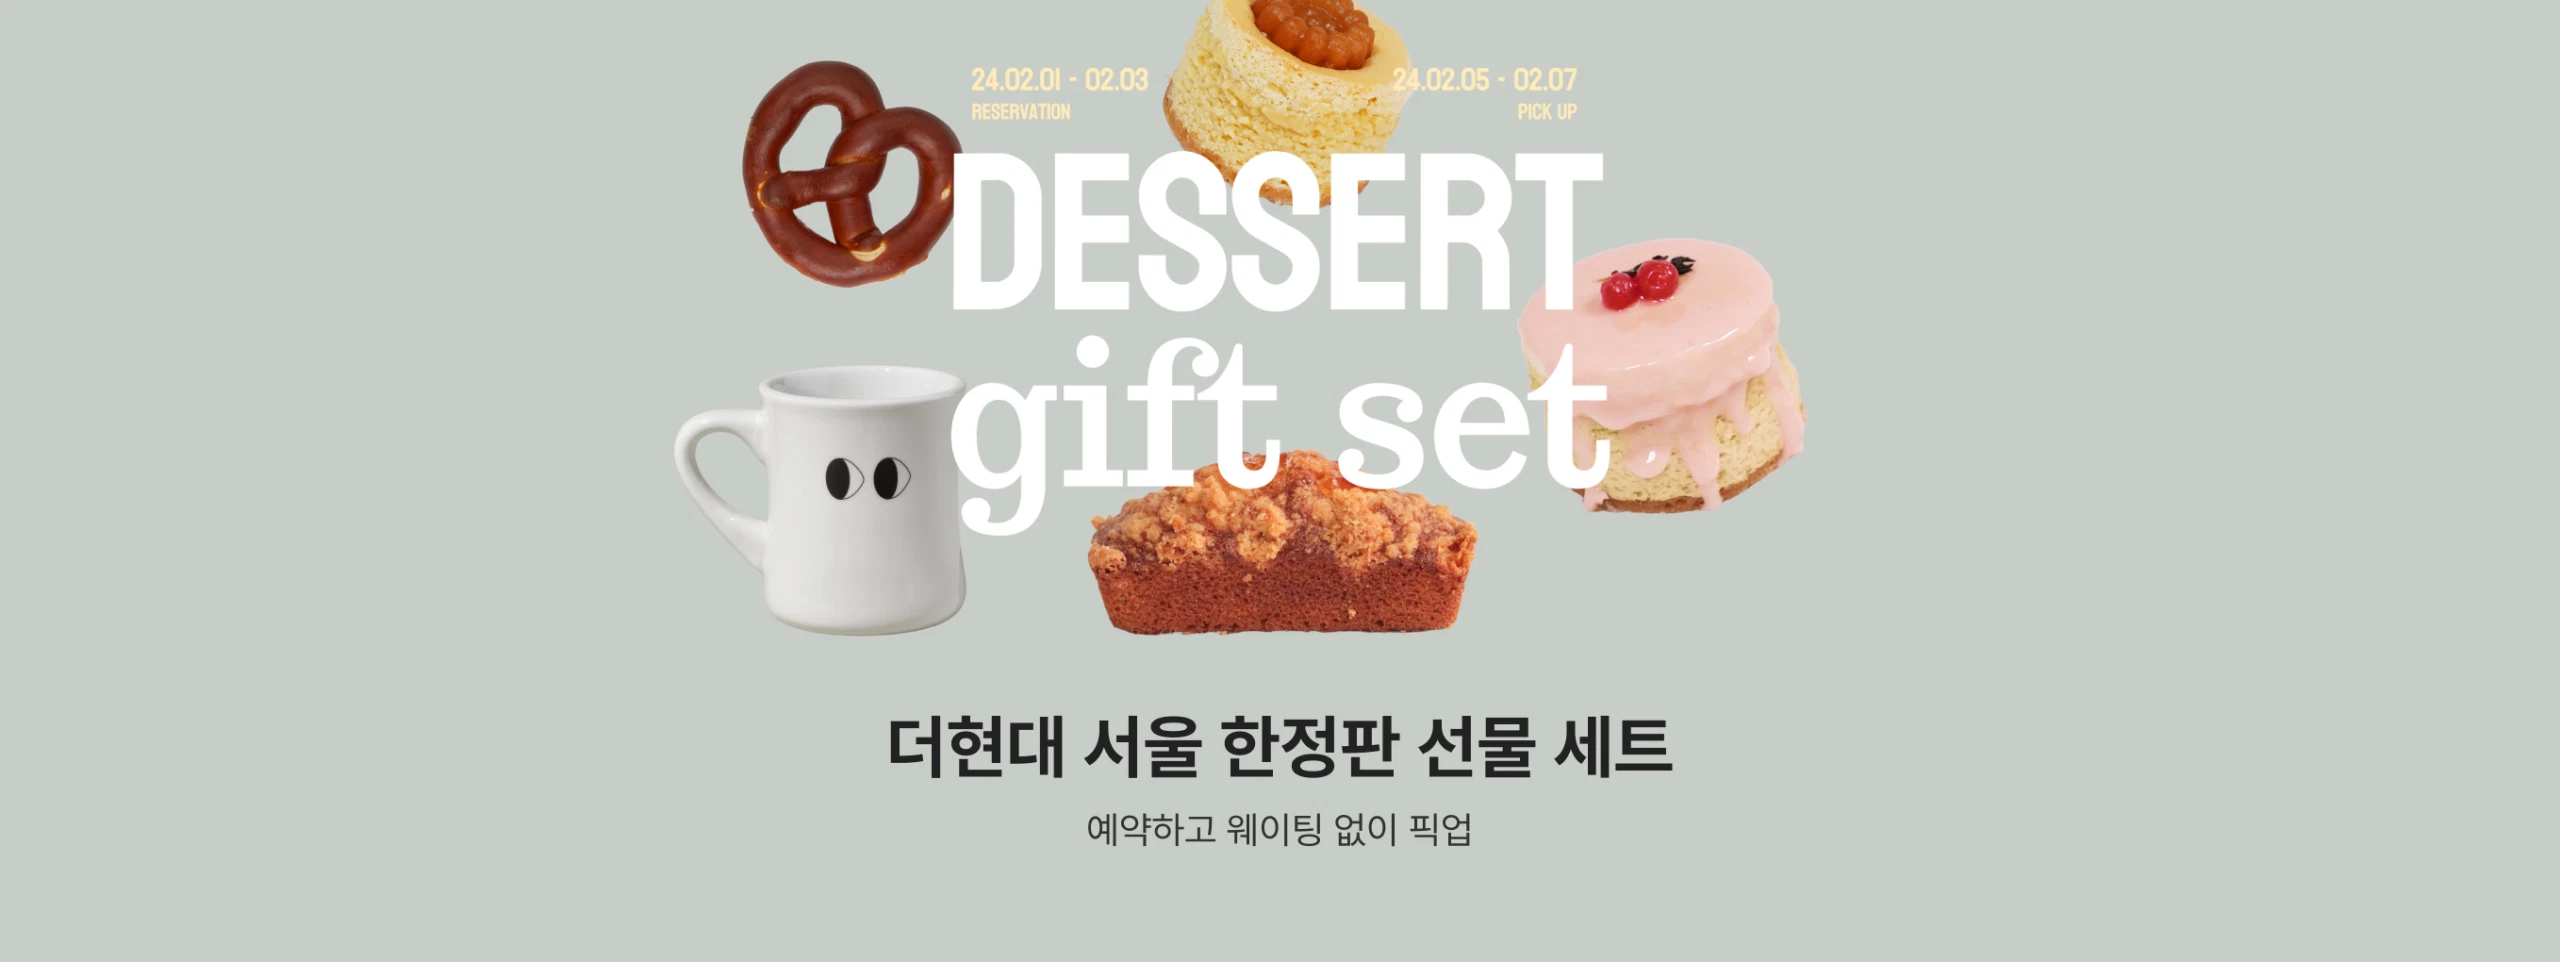 24.02.01 - 02.03
RESERVATION
24.02.05 - 02.07
PICK UP
DESSERT
gift set
더현대 서울 한정판 선물 세트
예약하고 웨이팅 없이 픽업